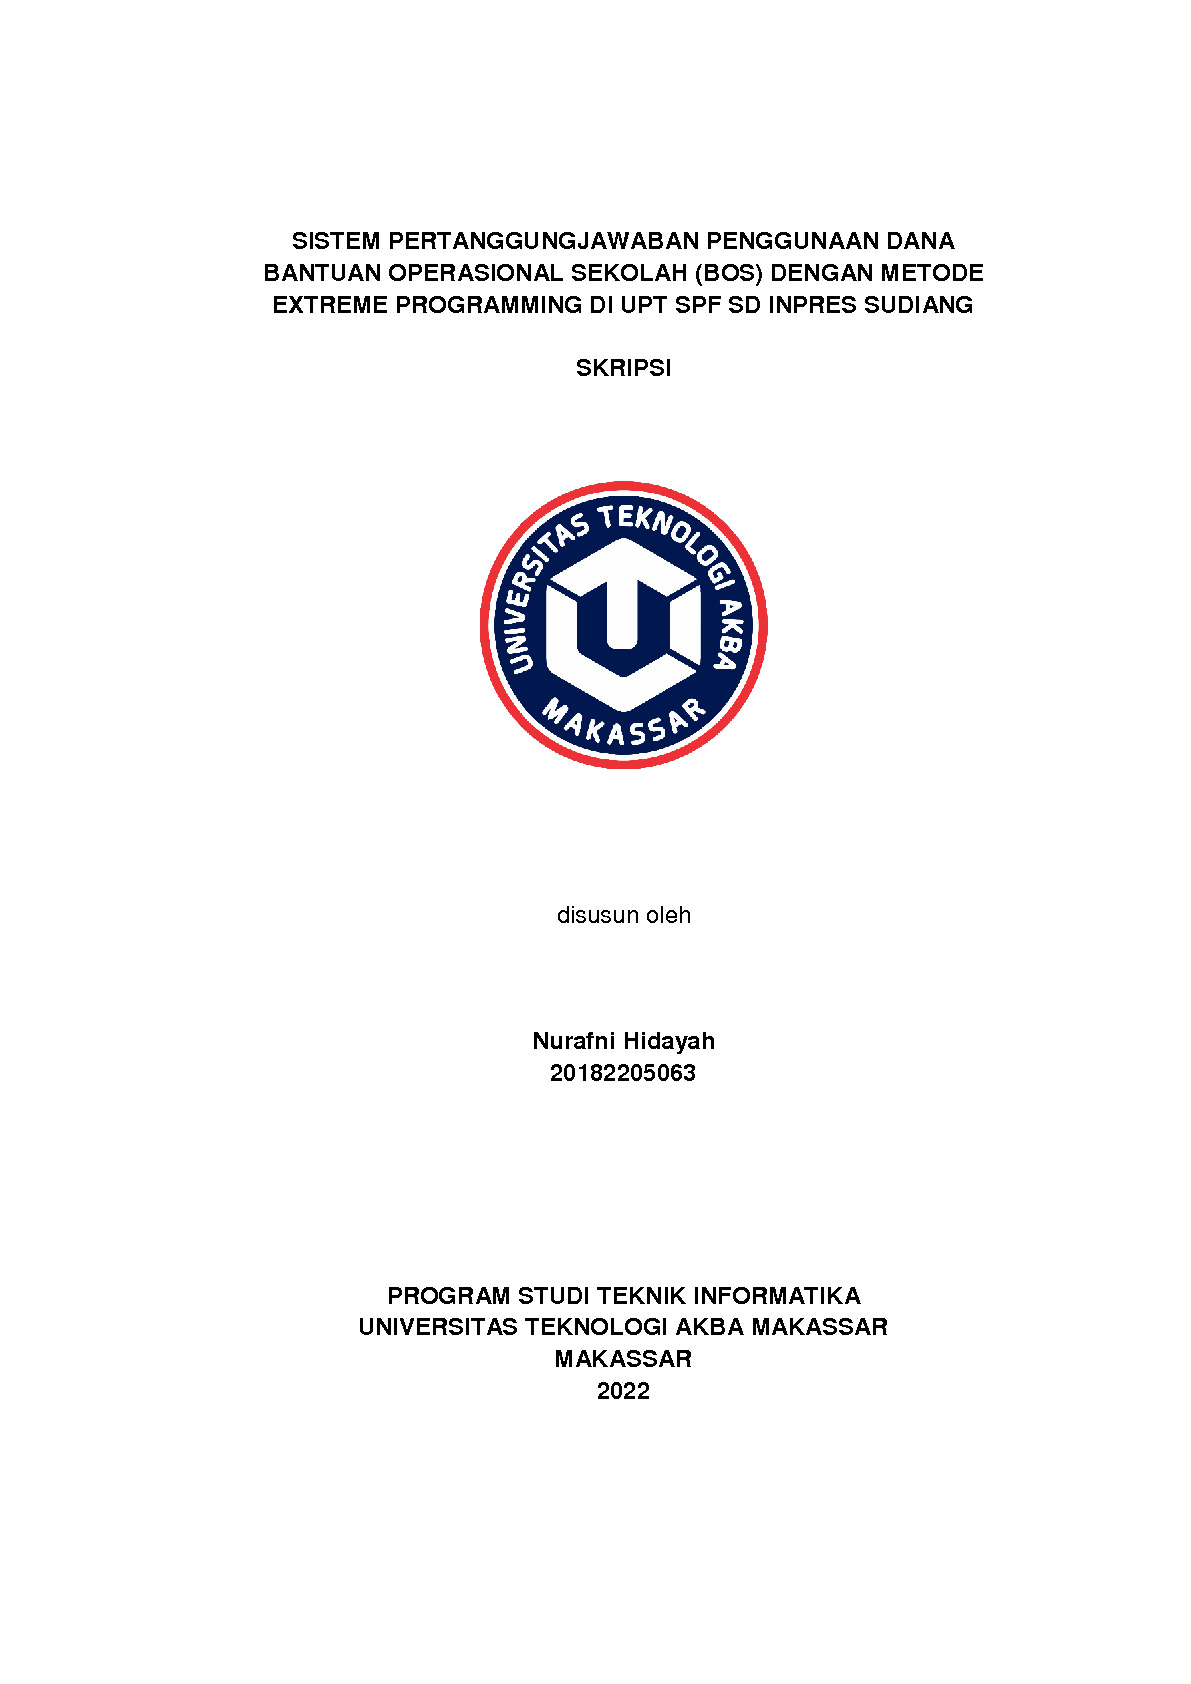 SISTEM PERTANGGUNGJAWABAN PENGGUNAAN DANA
BANTUAN OPERASIONAL SEKOLAH (BOS) DENGAN METODE
EXTREME PROGRAMMING DI UPT SPF SD INPRES SUDIANG
SKRIPSI
UNIVERSITAS TEKNOLOGI AKBA
MAKASSAR
disusun oleh
Nurafni Hidayah
20182205063
PROGRAM STUDI TEKNIK INFORMATIKA
UNIVERSITAS TEKNOLOGI AKBA MAKASSAR
MAKASSAR
2022